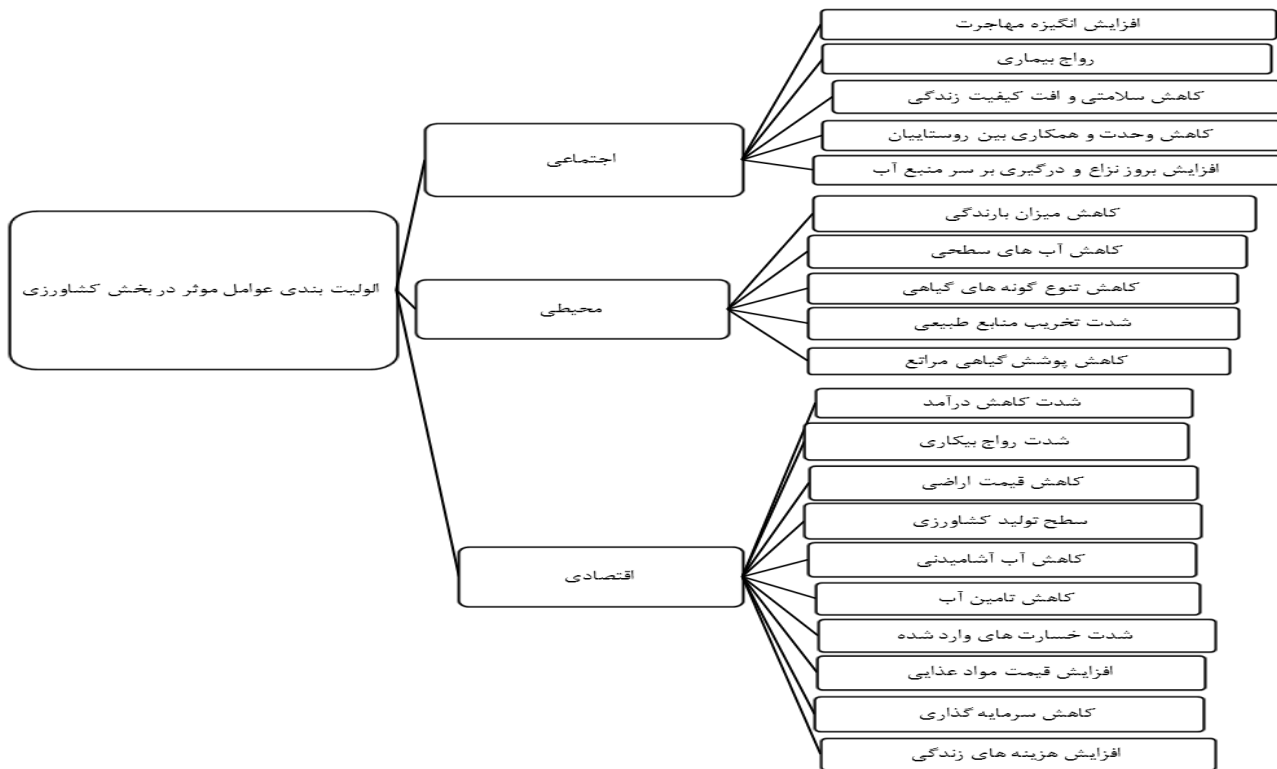 الولیت بندی عوامل موثر در بخش کشاورزی
اجتماعی
افزایش انگیزه مهاجرت
رواج بیماری
کاهش سلامتی و افت کیفیت زندگی
کاهش وحدت و همکاری بین روستاییان
افزایش بروز نزاع و درگیری بر سر منبع آب
محیطی
کاهش میزان بارندگی
کاهش آب های سطحی
کاهش تنوع گونه های گیاهی
شدت تخریب منابع طبیعی
کاهش پوشش گیاهی مراتع
اقتصادی
شدت کاهش درآمد
شدت رواج بیکاری
کاهش قیمت اراضی
سطح تولید کشاورزی
کاهش آب آشامیدنی
کاهش تامین آب
شدت خسارت های وارد شده
افزایش قیمت مواد غذایی
کاهش سرمایه گذاری
افزایش هزینه های زندگی